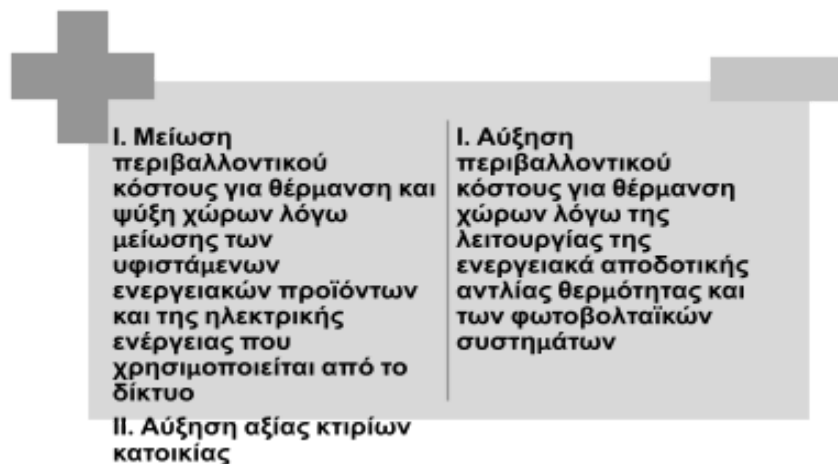 Ι. Μείωση
περιβαλλοντικού
κόστους για θέρμανση και
ψύξη χώρων λόγω
μείωσης των
υφιστάμενων
ενεργειακών προϊόντων
και της ηλεκτρικής
ενέργειας που
χρησιμοποιείται από το
δίκτυο
ΙΙ. Αύξηση αξίας κτιρίων
κατοικίας
Ι. Αύξηση
περιβαλλοντικού
κόστους για θέρμανση
χώρων λόγω της
λειτουργίας της
ενεργειακά αποδοτικής
αντλίας θερμότητας και
των φωτοβολταϊκών
συστημάτων